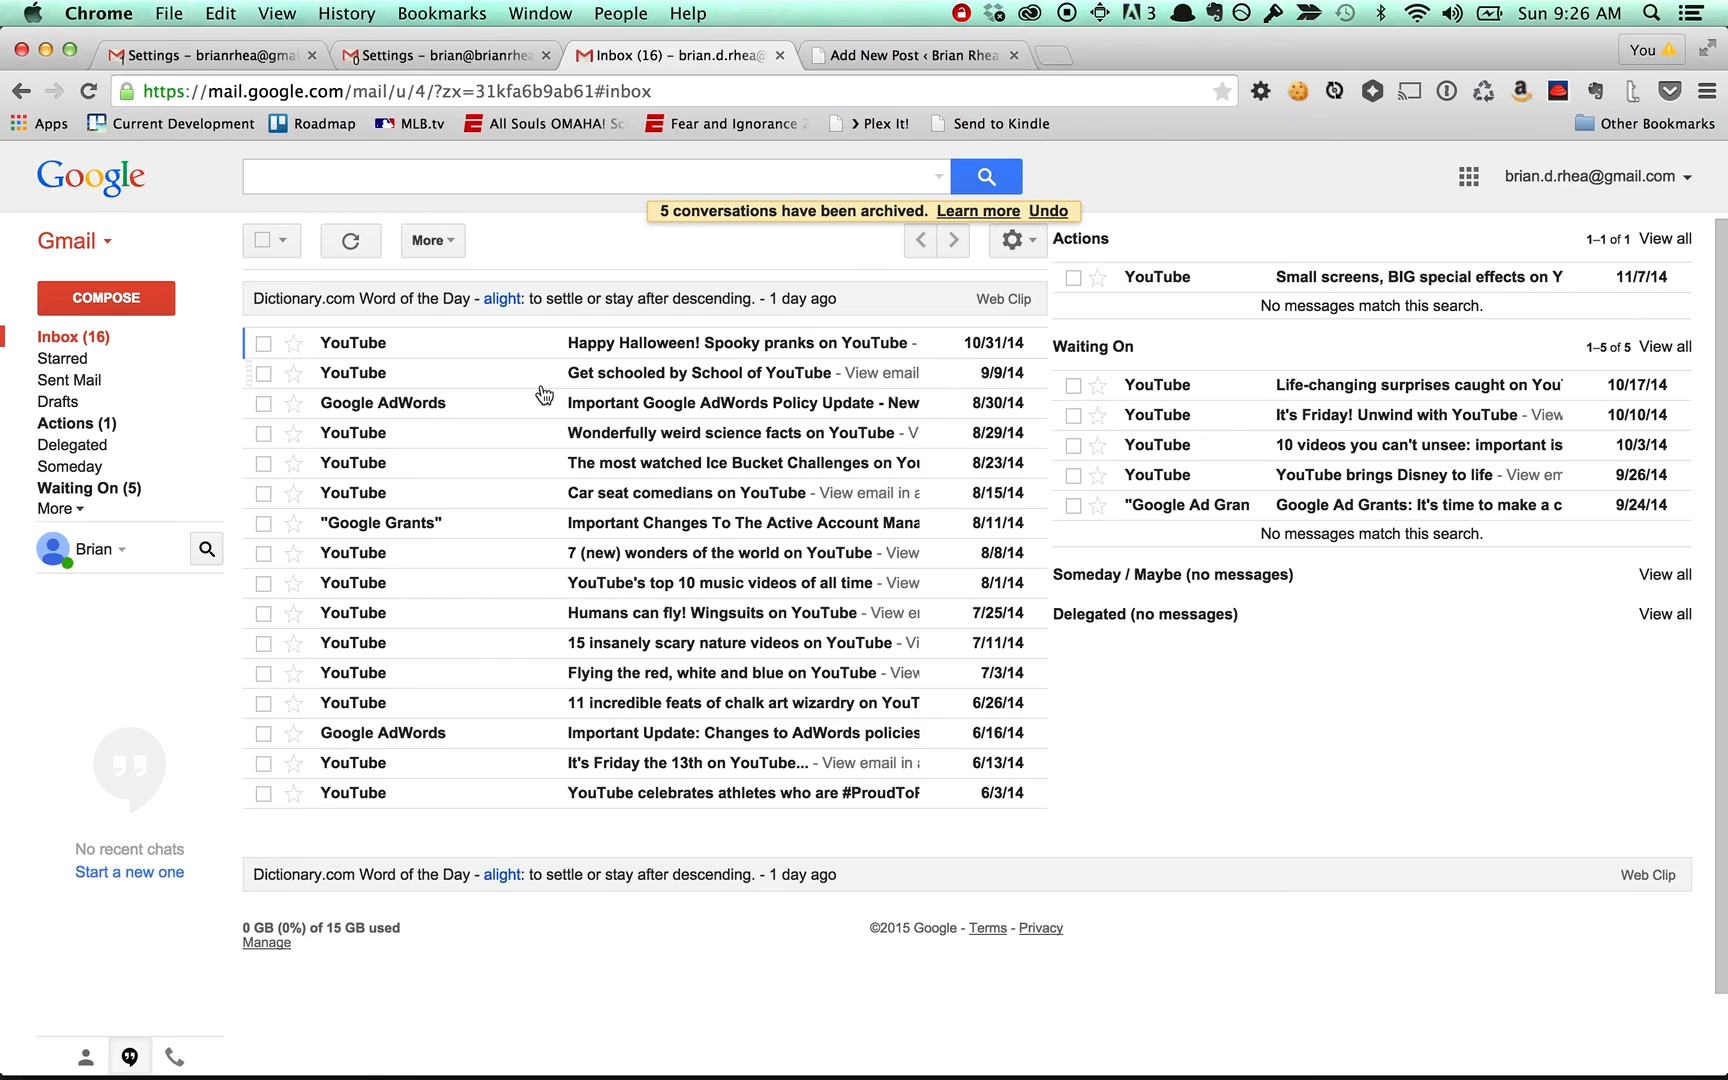 Chrome File Edit View History Bookmarks Window People Help 3 Sun 9:26 AM
Settings - brianrhea@gmai Settings - brian@brianrhea Inbox (16) - brian.d.rhea@ Add New Post ‹ Brian Rhea You
https://mail.google.com/mail/u/4/?zx=31kfa6b9ab61#inbox
Apps Current Development Roadmap MLB.tv All Souls OMAHA! Sc Fear and Ignorance 2 > Plex It! Send to Kindle Other Bookmarks
Google brian.d.rhea@gmail.com
5 conversations have been archived. Learn more Undo
Gmail
More
COMPOSE
Inbox (16)
Starred
Sent Mail
Drafts
Actions (1)
Delegated
Someday
Waiting On (5)
More
Brian
No recent chats
Start a new one
Dictionary.com Word of the Day - alight: to settle or stay after descending. - 1 day ago Web Clip
YouTube Happy Halloween! Spooky pranks on YouTube - 10/31/14
YouTube Get schooled by School of YouTube - View email 9/9/14
Google AdWords Important Google AdWords Policy Update - New 8/30/14
YouTube Wonderfully weird science facts on YouTube - V 8/29/14
YouTube The most watched Ice Bucket Challenges on You 8/23/14
YouTube Car seat comedians on YouTube - View email in a 8/15/14
"Google Grants" Important Changes To The Active Account Mana 8/11/14
YouTube 7 (new) wonders of the world on YouTube - View 8/8/14
YouTube YouTube's top 10 music videos of all time - View 8/1/14
YouTube Humans can fly! Wingsuits on YouTube - View er 7/25/14
YouTube 15 insanely scary nature videos on YouTube - Vi 7/11/14
YouTube Flying the red, white and blue on YouTube - View 7/3/14
YouTube 11 incredible feats of chalk art wizardry on YouT 6/26/14
Google AdWords Important Update: Changes to AdWords policies 6/16/14
YouTube It's Friday the 13th on YouTube... - View email in a 6/13/14
YouTube YouTube celebrates athletes who are #ProudToP 6/3/14
Actions 1–1 of 1 View all
YouTube Small screens, BIG special effects on Y 11/7/14
No messages match this search.
Waiting On 1–5 of 5 View all
YouTube Life-changing surprises caught on You 10/17/14
YouTube It's Friday! Unwind with YouTube - View 10/10/14
YouTube 10 videos you can't unsee: important is 10/3/14
YouTube YouTube brings Disney to life - View em 9/26/14
"Google Ad Gran Google Ad Grants: It's time to make a c 9/24/14
No messages match this search.
Someday / Maybe (no messages) View all
Delegated (no messages) View all
Dictionary.com Word of the Day - alight: to settle or stay after descending. - 1 day ago Web Clip
0 GB (0%) of 15 GB used
Manage
©2015 Google - Terms - Privacy